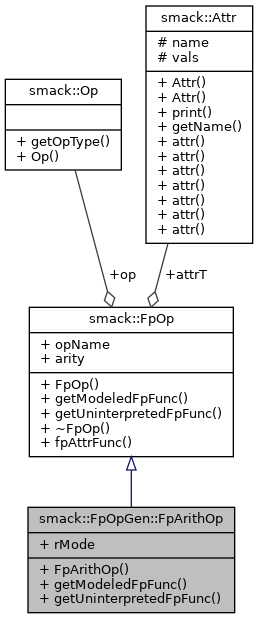 smack::Attr
# name
# vals
+ Attr()
+ Attr()
+ print()
+ getName()
+ attr()
+ attr()
+ attr()
+ attr()
+ attr()
+ attr()
+ attr()
smack::Op
+ getOpType()
+ Op()
+op
+attrT
smack::FpOp
+ opName
+ arity
+ FpOp()
+ getModeledFpFunc()
+ getUninterpretedFpFunc()
+ ~FpOp()
+ fpAttrFunc()
smack::FpOpGen::FpArithOp
+ rMode
+ FpArithOp()
+ getModeledFpFunc()
+ getUninterpretedFpFunc()